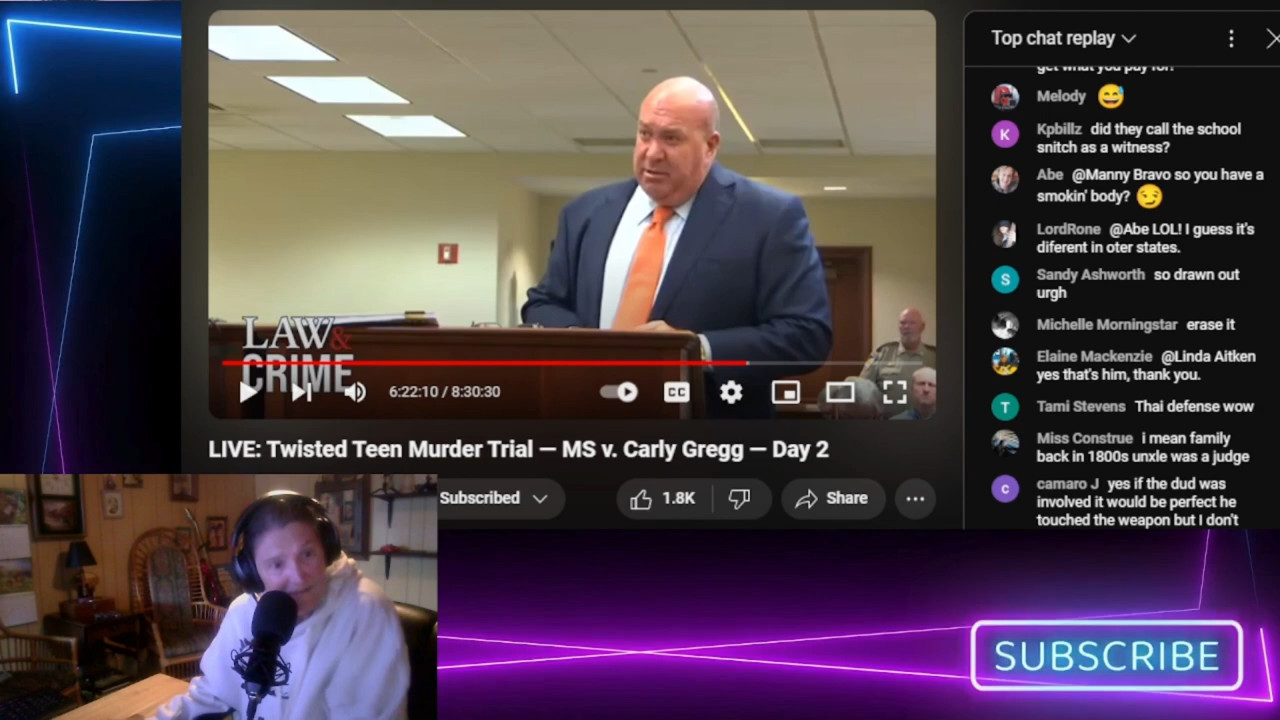 Top chat replay
get what you pay for!
Melody
K
Kpbillz did they call the school
snitch as a witness?
Abe @Manny Bravo so you have a
smokin' body?
LordRone @Abe LOL! I guess it's
diferent in oter states.
S
Sandy Ashworth so drawn out
urgh
Michelle Morningstar erase it
Elaine Mackenzie @Linda Aitken
yes that's him, thank you.
T
Tami Stevens Thai defense wow
Miss Construe i mean family
back in 1800s unxle was a judge
c
camaro J yes if the dud was
involved it would be perfect he
touched the weapon but I don't
LAW&
CRIME
6:22:10 / 8:30:30
CC
LIVE: Twisted Teen Murder Trial — MS v. Carly Gregg — Day 2
Subscribed
1.8K
Share
SUBSCRIBE